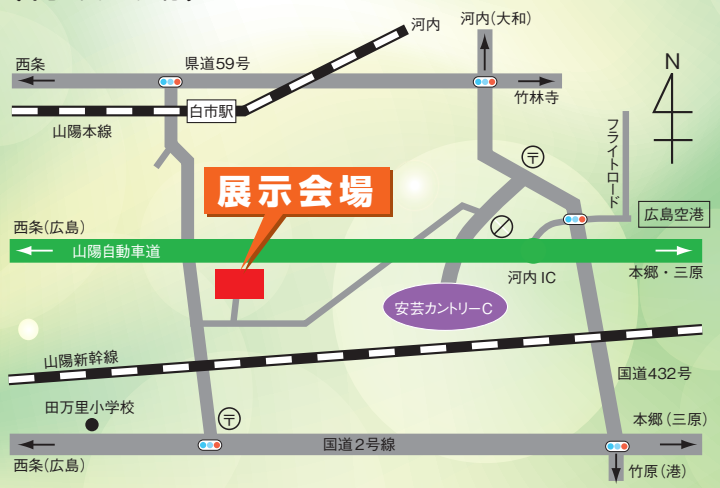 河内
河内(大和)
N
西条
県道59号
竹林寺
白市駅
山陽本線
〒
フライトロード
展示会場
広島空港
西条(広島)
山陽自動車道
河内 IC
本郷・三原
安芸カントリーC
山陽新幹線
国道432号
田万里小学校
〒
本郷(三原)
国道2号線
西条(広島)
竹原(港)